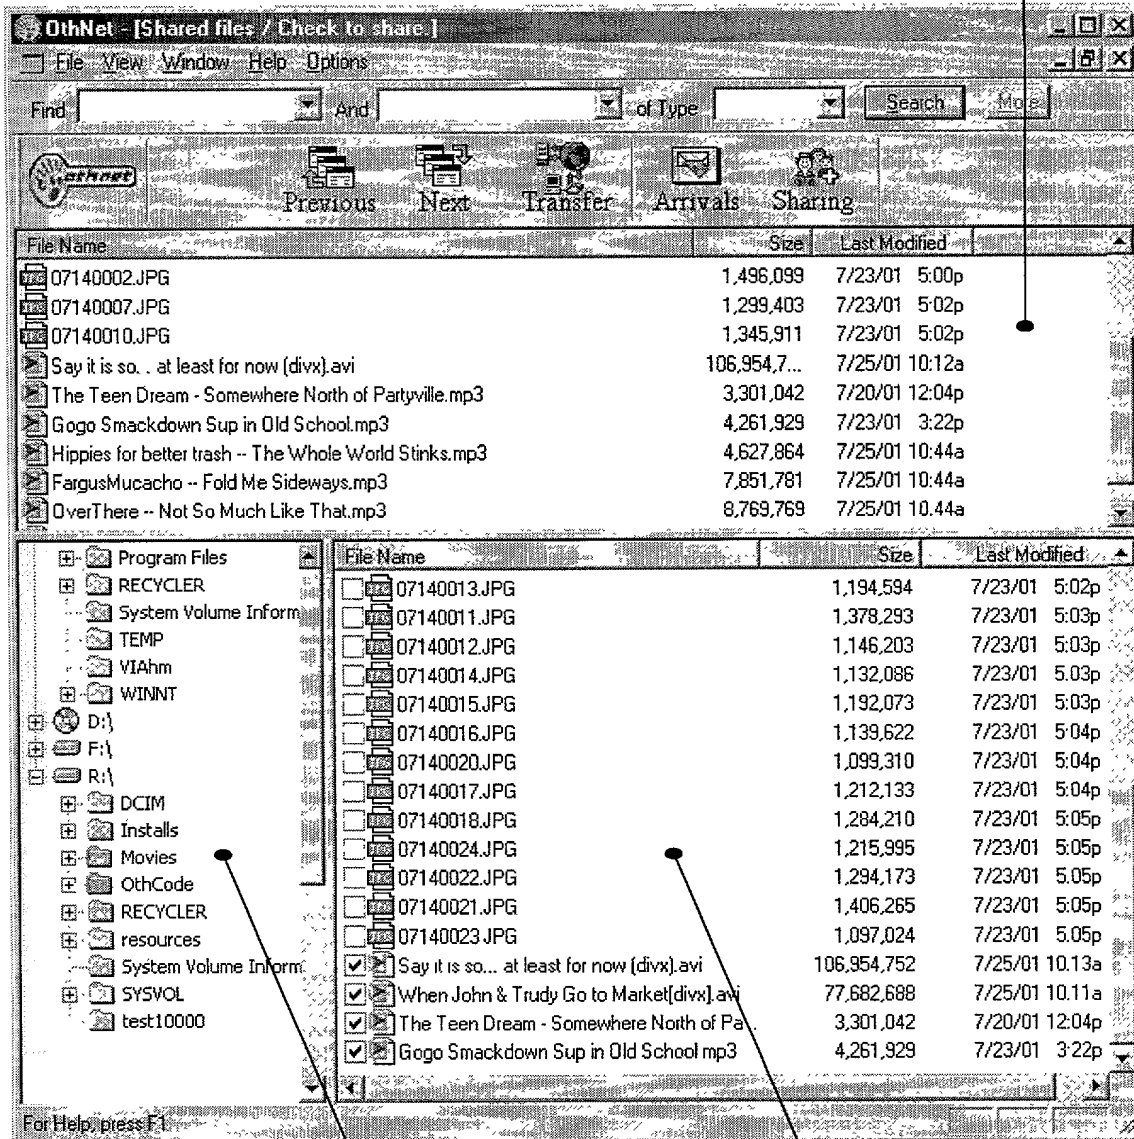 OthNet - [Shared files / Check to share.]
File View Window Help Options
Find And of Type Search More
othnet
Previous Next Transfer Arrivals Sharing
File Name Size Last Modified
07140002.JPG 1,496,099 7/23/01 5:00p
07140007.JPG 1,299,403 7/23/01 5:02p
07140010.JPG 1,345,911 7/23/01 5:02p
Say it is so. . at least for now (divx).avi 106,954,7... 7/25/01 10:12a
The Teen Dream - Somewhere North of Partyville.mp3 3,301,042 7/20/01 12:04p
Gogo Smackdown Sup in Old School.mp3 4,261,929 7/23/01 3:22p
Hippies for better trash -- The Whole World Stinks.mp3 4,627,864 7/25/01 10:44a
FargusMucacho -- Fold Me Sideways.mp3 7,851,781 7/25/01 10:44a
OverThere -- Not So Much Like That.mp3 8,769,769 7/25/01 10.44a
Program Files
RECYCLER
System Volume Inform
TEMP
VIAhm
WINNT
D:\
F:\
R:\
DCIM
Installs
Movies
OthCode
RECYCLER
resources
System Volume Inform
SYSVOL
test10000
File Name Size Last Modified
07140013.JPG 1,194,594 7/23/01 5:02p
07140011.JPG 1,378,293 7/23/01 5:03p
07140012.JPG 1,146,203 7/23/01 5:03p
07140014.JPG 1,132,086 7/23/01 5.03p
07140015.JPG 1,192,073 7/23/01 5:03p
07140016.JPG 1,139,622 7/23/01 5:04p
07140020.JPG 1,099,310 7/23/01 5:04p
07140017.JPG 1,212,133 7/23/01 5:04p
07140018.JPG 1,284,210 7/23/01 5:05p
07140024.JPG 1,215,995 7/23/01 5:05p
07140022.JPG 1,294,173 7/23/01 5.05p
07140021.JPG 1,406,265 7/23/01 5:05p
07140023 JPG 1,097,024 7/23/01 5.05p
Say it is so... at least for now (divx).avi 106,954,752 7/25/01 10.13a
When John & Trudy Go to Market[divx].avi 77,682,688 7/25/01 10.11a
The Teen Dream - Somewhere North of Pa... 3,301,042 7/20/01 12:04p
Gogo Smackdown Sup in Old School mp3 4,261,929 7/23/01 3:22p
For Help, press F1